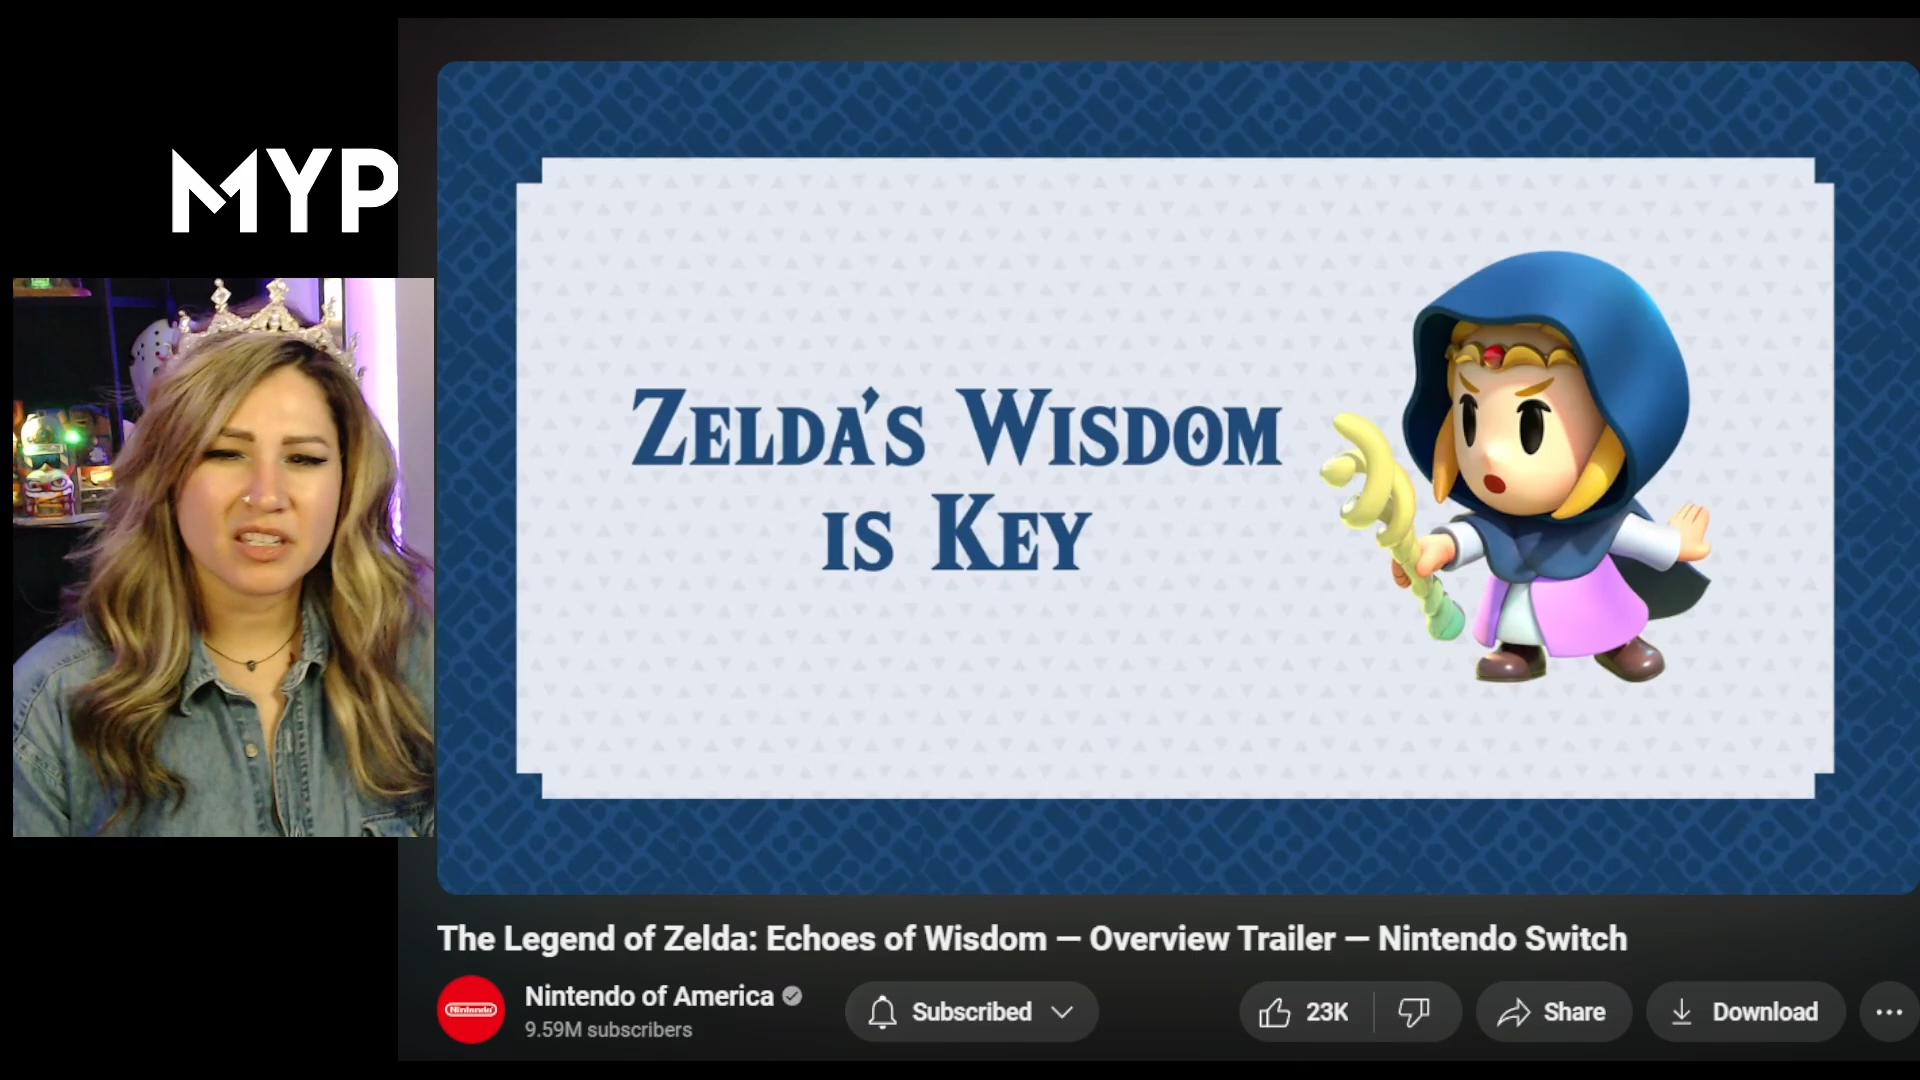 MYP
ZELDA'S WISDOM
IS KEY
The Legend of Zelda: Echoes of Wisdom — Overview Trailer — Nintendo Switch
Nintendo
Nintendo of America
9.59M subscribers
Subscribed
23K
Share
Download